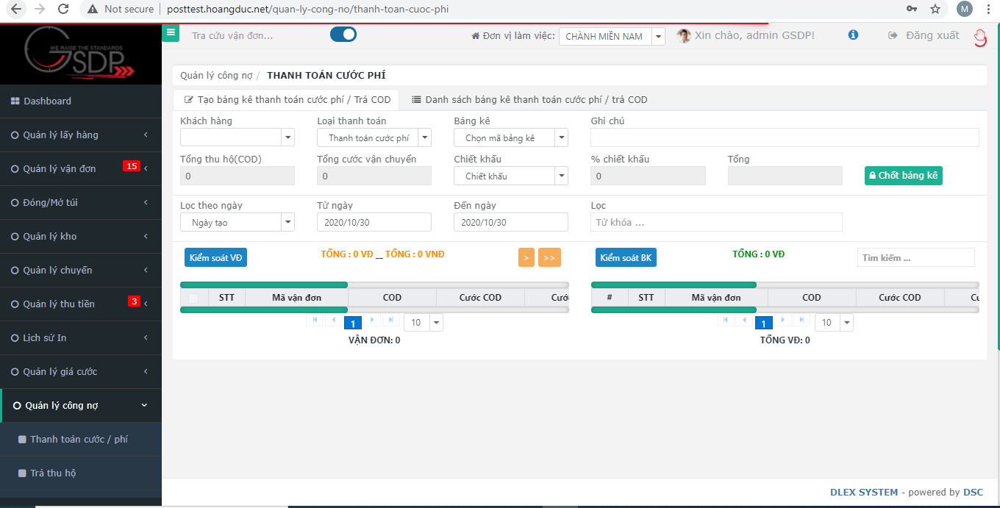 Not secure | posttest.hoangduc.net/quan-ly-cong-no/thanh-toan-cuoc-phi
M
WE RAISE THE STANDARDS
GSDP
Tra cứu vận đơn...
Đơn vị làm việc: CHÀNH MIỀN NAM
Xin chào, admin GSDP!
Đăng xuất
Dashboard
Quản lý lấy hàng
Quản lý vận đơn 15
Đóng/Mở túi
Quản lý kho
Quản lý chuyến
Quản lý thu tiền 3
Lịch sử In
Quản lý giá cước
Quản lý công nợ
Thanh toán cước / phí
Trả thu hộ
Quản lý công nợ / THANH TOÁN CƯỚC PHÍ
Tạo bảng kê thanh toán cước phí / Trả COD
Danh sách bảng kê thanh toán cước phí / trả COD
Khách hàng Loại thanh toán Bảng kê Ghi chú
Thanh toán cước phí Chọn mã bảng kê
Tổng thu hộ(COD) Tổng cước vận chuyển Chiết khấu % chiết khấu Tổng
0 0 Chiết khấu 0 Chốt bảng kê
Lọc theo ngày Từ ngày Đến ngày Lọc
Ngày tạo 2020/10/30 2020/10/30 Từ khóa ...
Kiểm soát VĐ TỔNG : 0 VĐ __ TỔNG : 0 VNĐ > >>
STT Mã vận đơn COD Cước COD Cướ
1 10
VẬN ĐƠN: 0
Kiểm soát BK TỔNG : 0 VĐ Tìm kiếm ...
# STT Mã vận đơn COD Cước COD Cu
1 10
TỔNG VĐ: 0
DLEX SYSTEM - powered by DSC